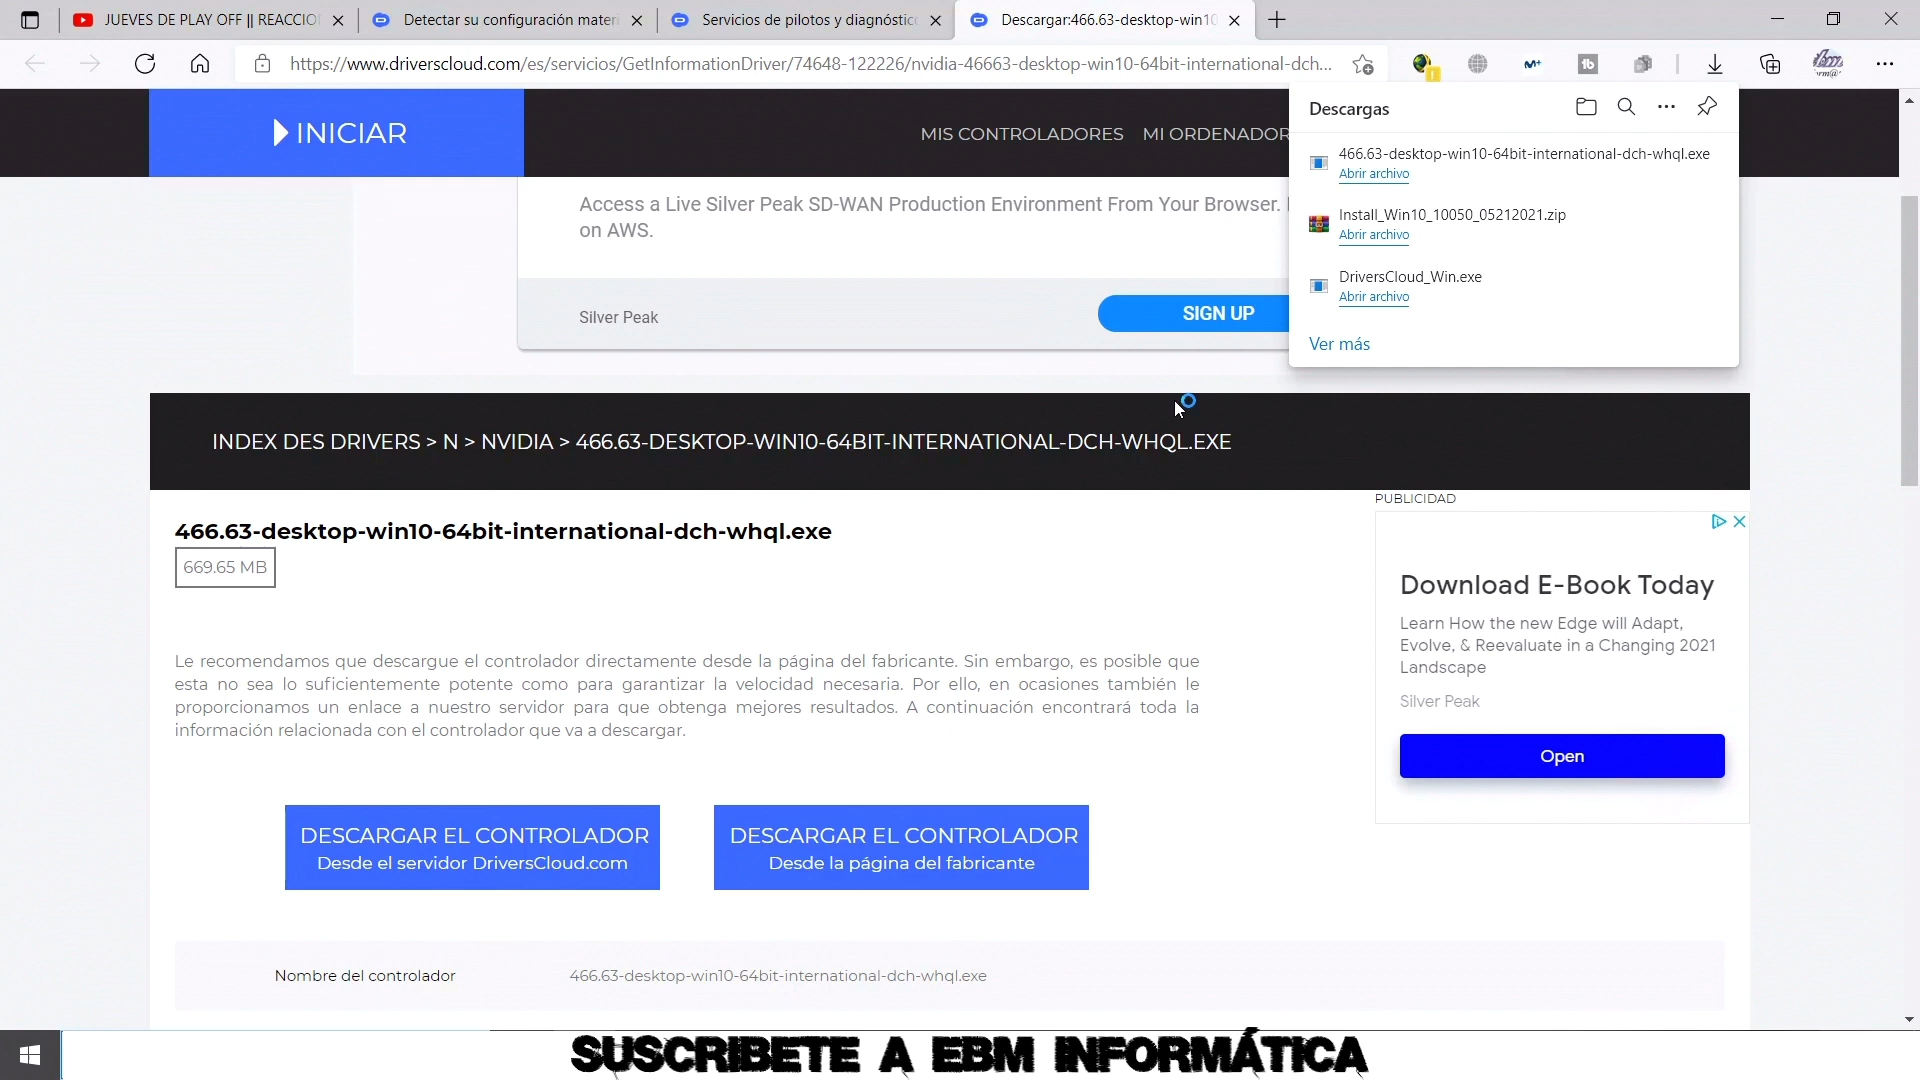 JUEVES DE PLAY OFF || REACCIO
Detectar su configuración materi
Servicios de pilotos y diagnóstic
Descargar:466.63-desktop-win10
https://www.driverscloud.com/es/servicios/GetInformationDriver/74648-122226/nvidia-46663-desktop-win10-64bit-international-dch...
INICIAR
MIS CONTROLADORES
MI ORDENADOR
Descargas
466.63-desktop-win10-64bit-international-dch-whql.exe
Abrir archivo
Install_Win10_10050_05212021.zip
Abrir archivo
DriversCloud_Win.exe
Abrir archivo
Ver más
Access a Live Silver Peak SD-WAN Production Environment From Your Browser.
on AWS.
Silver Peak
SIGN UP
INDEX DES DRIVERS > N > NVIDIA > 466.63-DESKTOP-WIN10-64BIT-INTERNATIONAL-DCH-WHQL.EXE
466.63-desktop-win10-64bit-international-dch-whql.exe
669.65 MB
Le recomendamos que descargue el controlador directamente desde la página del fabricante. Sin embargo, es posible que
esta no sea lo suficientemente potente como para garantizar la velocidad necesaria. Por ello, en ocasiones también le
proporcionamos un enlace a nuestro servidor para que obtenga mejores resultados. A continuación encontrará toda la
información relacionada con el controlador que va a descargar.
DESCARGAR EL CONTROLADOR
Desde el servidor DriversCloud.com
DESCARGAR EL CONTROLADOR
Desde la página del fabricante
PUBLICIDAD
Download E-Book Today
Learn How the new Edge will Adapt,
Evolve, & Reevaluate in a Changing 2021
Landscape
Silver Peak
Open
Nombre del controlador
466.63-desktop-win10-64bit-international-dch-whql.exe
SUSCRIBETE A EBM INFORMÁTICA